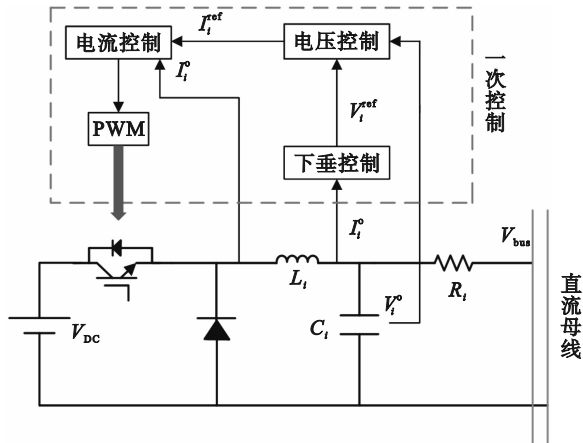 电流控制
I_i^ref
电压控制
I_i^o
一次控制
PWM
V_i^ref
下垂控制
I_i^o
V_bus
L_i
R_i
V_DC
C_i
V_i^o
直流母线